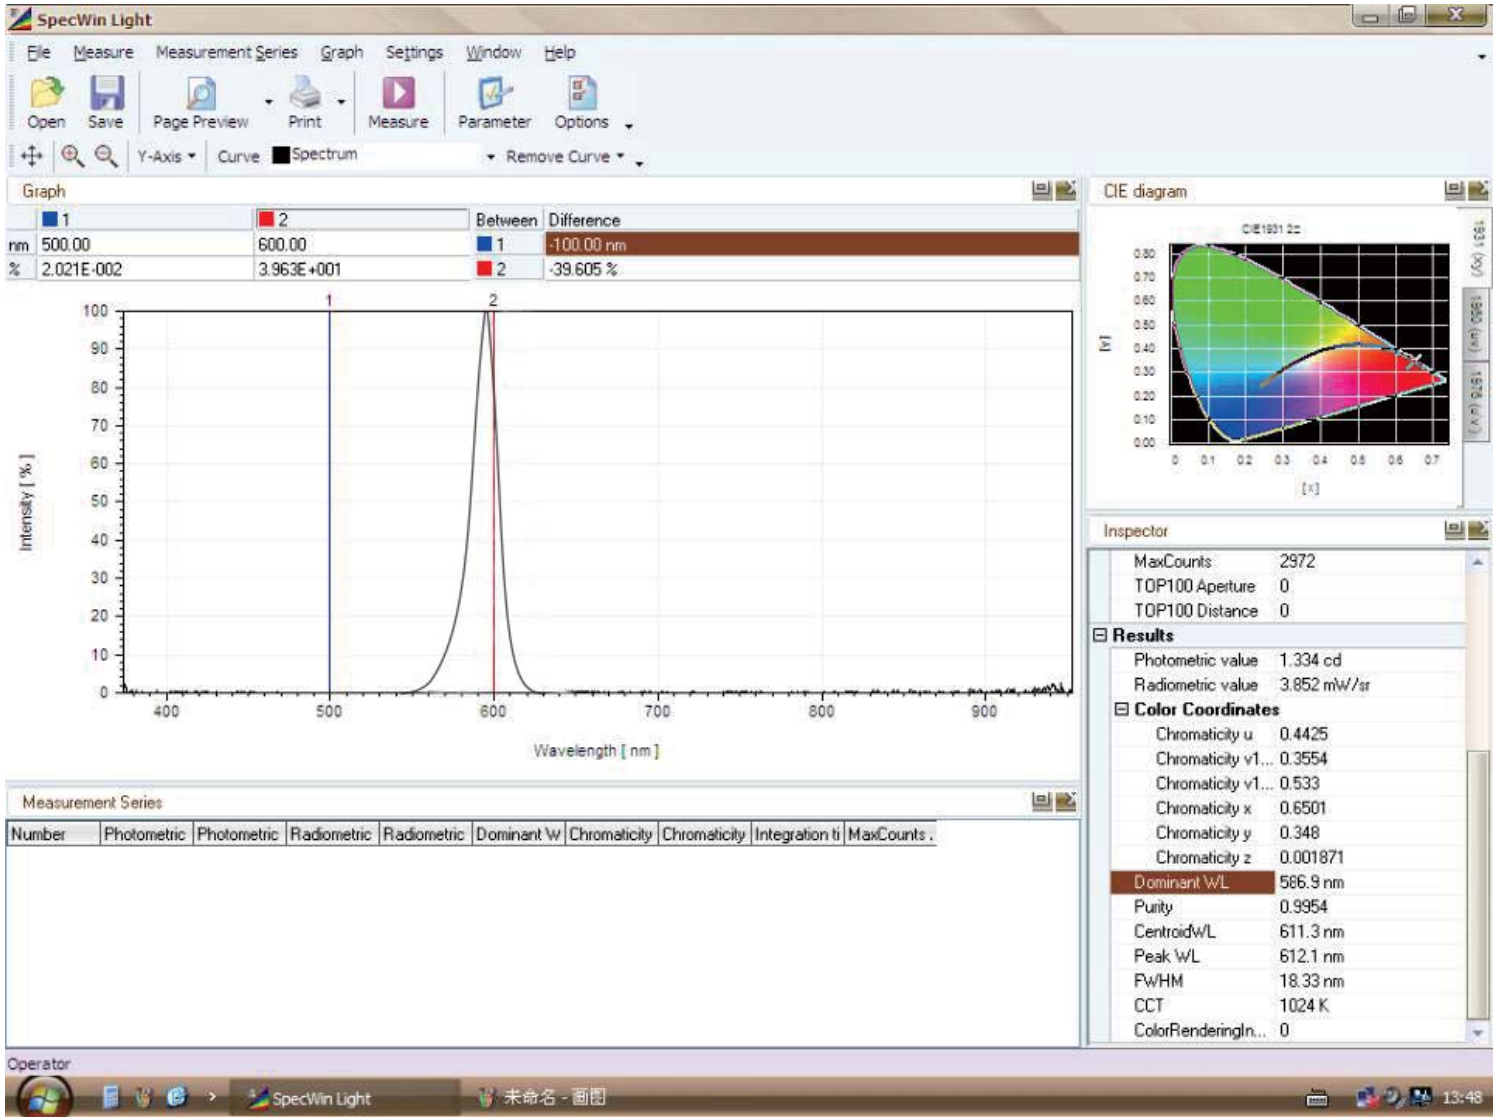 SpecWin Light
File Measure Measurement Series Graph Settings Window Help
Open Save Page Preview Print Measure Parameter Options
Y-Axis Curve Spectrum Remove Curve
Graph
1 2 Between Difference
nm 500.00 600.00 1 -100.00 nm
% 2.021E-002 3.963E+001 2 -39.605 %
1 2
100
90
80
70
60
50
40
30
20
10
0
Intensity [ % ]
400 500 600 700 800 900
Wavelength [ nm ]
CIE diagram
CIE1931 2±
0.80
0.70
0.60
0.50
0.40
0.30
0.20
0.10
0.00
[y]
0 0.1 0.2 0.3 0.4 0.5 0.6 0.7
[x]
1931 (xy)
1960 (uv)
1976 (u'v')
Inspector
MaxCounts 2972
TOP100 Aperture 0
TOP100 Distance 0
Results
Photometric value 1.334 cd
Radiometric value 3.852 mW/sr
Color Coordinates
Chromaticity u 0.4425
Chromaticity v1... 0.3554
Chromaticity v1... 0.533
Chromaticity x 0.6501
Chromaticity y 0.348
Chromaticity z 0.001871
Dominant WL 586.9 nm
Purity 0.9954
CentroidWL 611.3 nm
Peak WL 612.1 nm
FWHM 18.33 nm
CCT 1024 K
ColorRenderingIn... 0
Measurement Series
Number Photometric Photometric Radiometric Radiometric Dominant W Chromaticity Chromaticity Integration ti MaxCounts .
Operator
SpecWin Light 未命名 - 画图 13:48